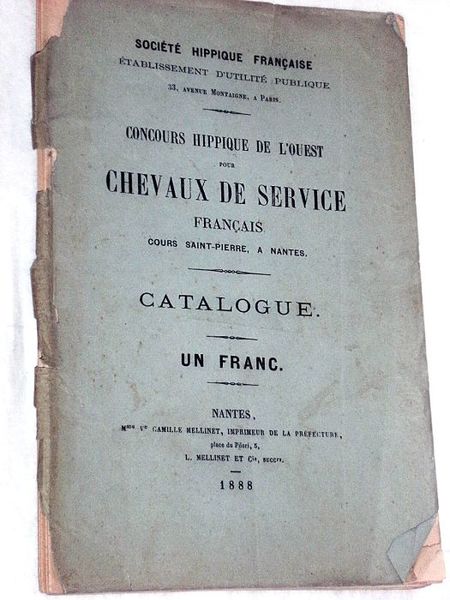 SOCIÉTÉ HIPPIQUE FRANÇAISE
ÉTABLISSEMENT D'UTILITÉ PUBLIQUE
33, AVENUE MONTAIGNE, A PARIS.
CONCOURS HIPPIQUE DE L'OUEST
POUR
CHEVAUX DE SERVICE
FRANÇAIS
COURS SAINT-PIERRE, A NANTES.
CATALOGUE.
UN FRANC.
NANTES,
Mme Ve CAMILLE MELLINET, IMPRIMEUR DE LA PRÉFECTURE,
place du Pilori, 5,
L. MELLINET ET Cie, SUCCrs.
1888